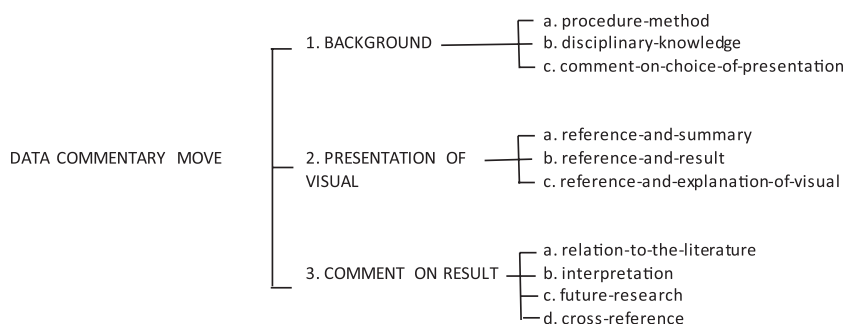 DATA COMMENTARY MOVE
1. BACKGROUND
a. procedure-method
b. disciplinary-knowledge
c. comment-on-choice-of-presentation
2. PRESENTATION OF
VISUAL
a. reference-and-summary
b. reference-and-result
c. reference-and-explanation-of-visual
3. COMMENT ON RESULT
a. relation-to-the-literature
b. interpretation
c. future-research
d. cross-reference